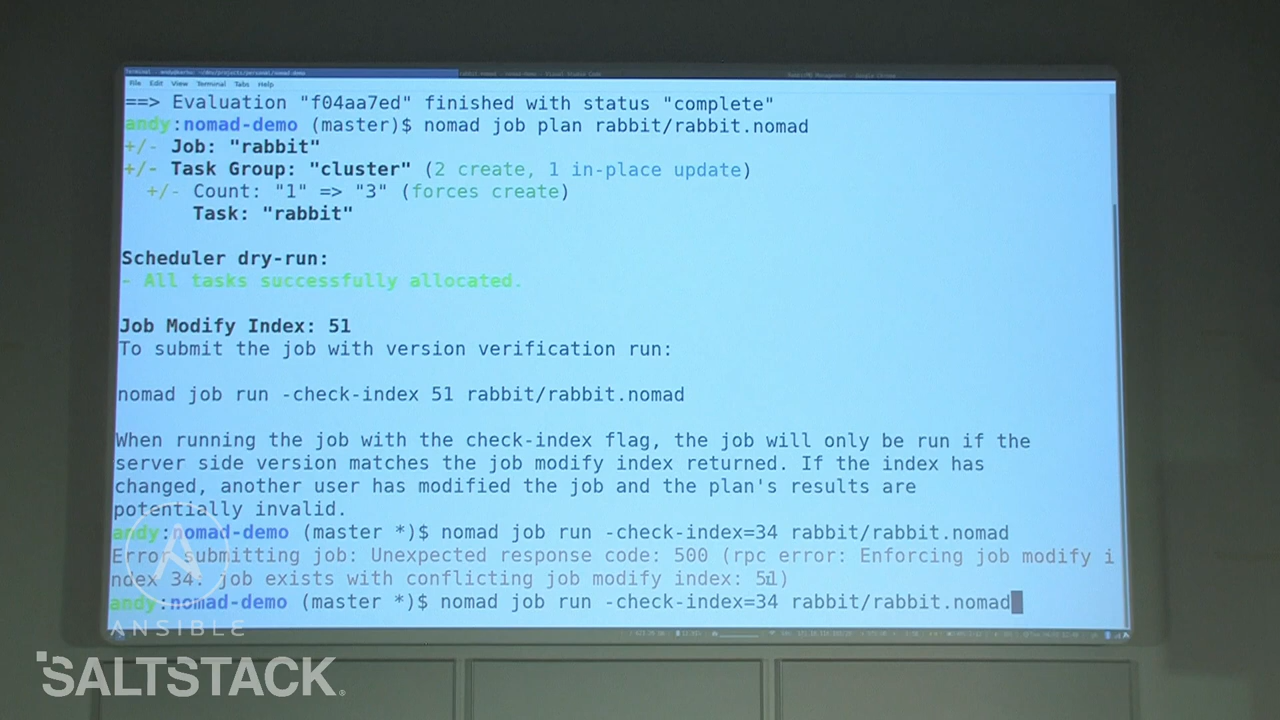 File Edit View Terminal Tabs Help
==> Evaluation "f04aa7ed" finished with status "complete"
andy:nomad-demo (master)$ nomad job plan rabbit/rabbit.nomad
+/- Job: "rabbit"
+/- Task Group: "cluster" (2 create, 1 in-place update)
+/- Count: "1" => "3" (forces create)
Task: "rabbit"
Scheduler dry-run:
- All tasks successfully allocated.
Job Modify Index: 51
To submit the job with version verification run:
nomad job run -check-index 51 rabbit/rabbit.nomad
When running the job with the check-index flag, the job will only be run if the
server side version matches the job modify index returned. If the index has
changed, another user has modified the job and the plan's results are
potentially invalid.
andy:nomad-demo (master *)$ nomad job run -check-index=34 rabbit/rabbit.nomad
Error submitting job: Unexpected response code: 500 (rpc error: Enforcing job modify i
ndex 34: job exists with conflicting job modify index: 51)
andy:nomad-demo (master *)$ nomad job run -check-index=34 rabbit/rabbit.nomad
ANSIBLE
SALTSTACK